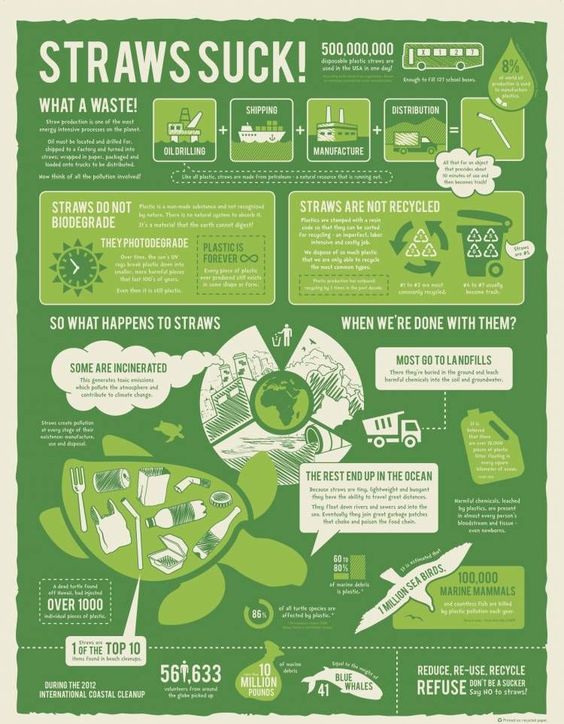 STRAWS SUCK!
500,000,000
disposable plastic straws are
used in the USA in one day!
Enough to fill 127 school buses.
8%
of world oil
production is used
to manufacture
plastics.
WHAT A WASTE!
Straw production is one of the most
energy intensive processes on the planet.
Oil must be located and drilled for,
shipped to a factory and turned into
straws; wrapped in paper, packaged and
loaded onto trucks to be distributed.
Now think of all the pollution involved!
OIL DRILLING
+
SHIPPING
+
MANUFACTURE
+
DISTRIBUTION
=
Like all plastic, straws are made from petroleum - a natural resource that is running out.
All that for an object
that provides about
10 minutes of use and
then becomes trash!
STRAWS DO NOT
BIODEGRADE
Plastic is a man-made substance and not recognised
by nature. There is no natural system to absorb it.
It's a material that the earth cannot digest!
THEY PHOTODEGRADE
Over time, the sun's UV
rays break plastic down into
smaller, more harmful pieces
that last 100's of years.
Even then it is still plastic.
PLASTIC IS
FOREVER ∞
Every piece of plastic
ever produced still exists
in some shape or form.
STRAWS ARE NOT RECYCLED
Plastics are stamped with a resin
code so that they can be sorted
for recycling - an imperfect, labor
intensive and costly job.
We dispose of so much plastic
that we are only able to recycle
the most common types.
Plastic production has outpaced
recycling by 5 times in the past decade.
#1 to #3 are most
commonly recycled.
#4 to #7 usually
become trash.
Straws
are #5
SO WHAT HAPPENS TO STRAWS
WHEN WE'RE DONE WITH THEM?
SOME ARE INCINERATED
This generates toxic emissions
which pollute the atmosphere and
contribute to climate change.
MOST GO TO LANDFILLS
There they're buried in the ground and leach
harmful chemicals into the soil and groundwater.
Straws create pollution
at every stage of their
existence: manufacture,
use and disposal.
It is
believed
that there
are over
pieces of plastic
litter floating in
every square
kilometer of ocean.
THE REST END UP IN THE OCEAN
Because straws are tiny, lightweight and buoyant
they have the ability to travel great distances.
They float down rivers and sewers and into the
sea. Eventually they join great garbage patches
that choke and poison the food chain.
Harmful chemicals, leached
by plastics, are present in
almost every person's
bloodstream and tissue -
even newborns.
A dead turtle found
off Hawaii, had injested
OVER 1000
individual pieces of plastic.
60 TO
80%
of marine debris
is plastic.
It is estimated that
1 MILLION SEA BIRDS,
100,000
MARINE MAMMALS
and countless fish are killed
by plastic pollution each year.
86%
of all turtle species are
affected by plastic.
Straws are
1 OF THE TOP 10
items found in beach cleanups.
DURING THE 2012
INTERNATIONAL COASTAL CLEANUP
561,633
volunteers from around
the globe picked up
10
MILLION
POUNDS
of marine
debris
Equal to the weight of
41
BLUE
WHALES
REDUCE, RE-USE, RECYCLE
REFUSE
DON'T BE A SUCKER
Say NO to straws!
Printed on recycled paper